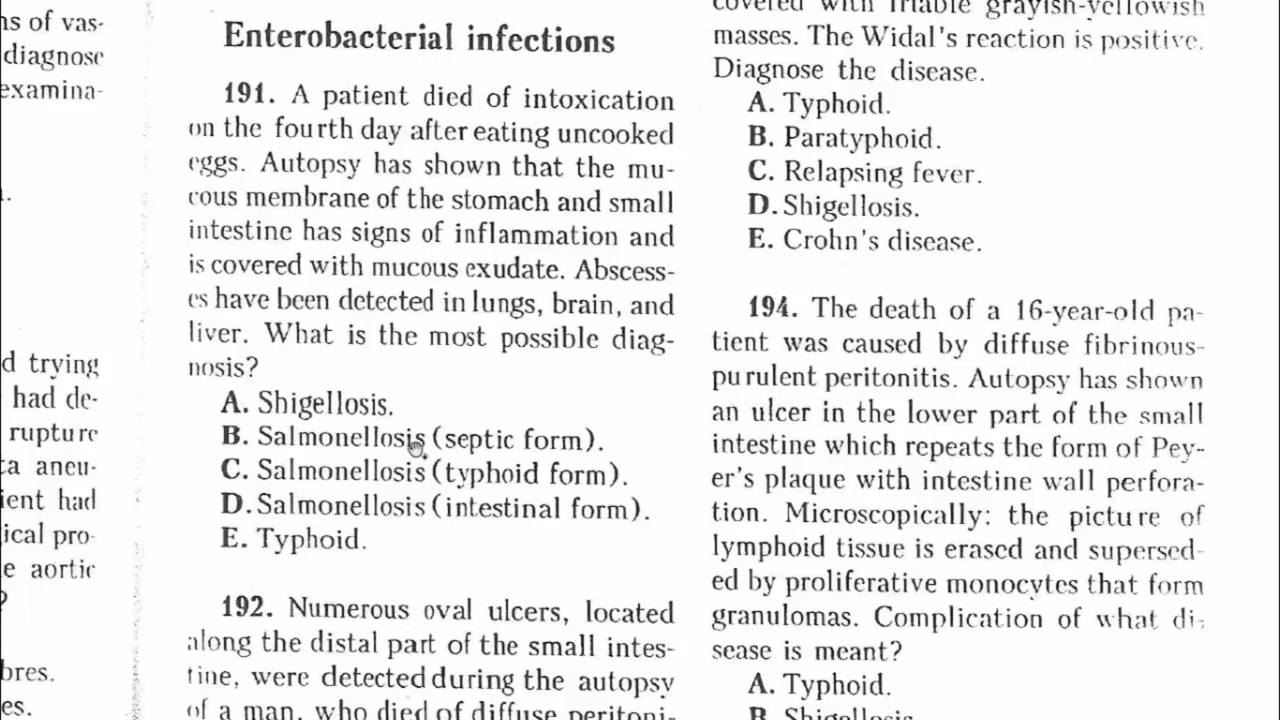 ns of vas-
diagnose
examina-
d trying
had de-
rupture
ta aneu-
ient had
ical pro-
e aortic
?
bres.
es.
Enterobacterial infections
191. A patient died of intoxication
on the fourth day after eating uncooked
eggs. Autopsy has shown that the mu-
cous membrane of the stomach and small
intestine has signs of inflammation and
is covered with mucous exudate. Abscess-
es have been detected in lungs, brain, and
liver. What is the most possible diag-
nosis?
A. Shigellosis.
B. Salmonellosis (septic form).
C. Salmonellosis (typhoid form).
D. Salmonellosis (intestinal form).
E. Typhoid.
192. Numerous oval ulcers, located
along the distal part of the small intes-
tine, were detected during the autopsy
of a man, who died of diffuse peritoni-
covered with friable grayish-yellowish
masses. The Widal's reaction is positive.
Diagnose the disease.
A. Typhoid.
B. Paratyphoid.
C. Relapsing fever.
D. Shigellosis.
E. Crohn's disease.
194. The death of a 16-year-old pa-
tient was caused by diffuse fibrinous-
purulent peritonitis. Autopsy has shown
an ulcer in the lower part of the small
intestine which repeats the form of Pey-
er's plaque with intestine wall perfora-
tion. Microscopically: the picture of
lymphoid tissue is erased and supersed-
ed by proliferative monocytes that form
granulomas. Complication of what di-
sease is meant?
A. Typhoid.
B. Shigellosis.